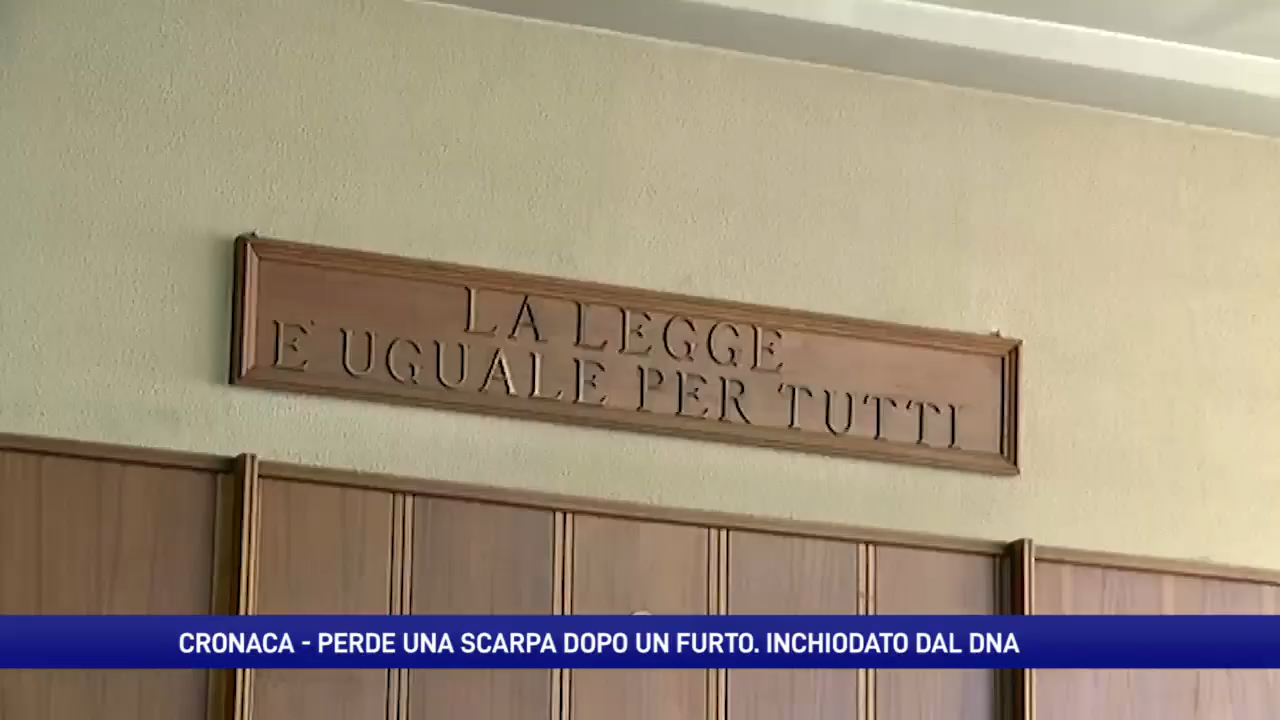 LA LEGGE
E' UGUALE PER TUTTI
CRONACA - PERDE UNA SCARPA DOPO UN FURTO. INCHIODATO DAL DNA